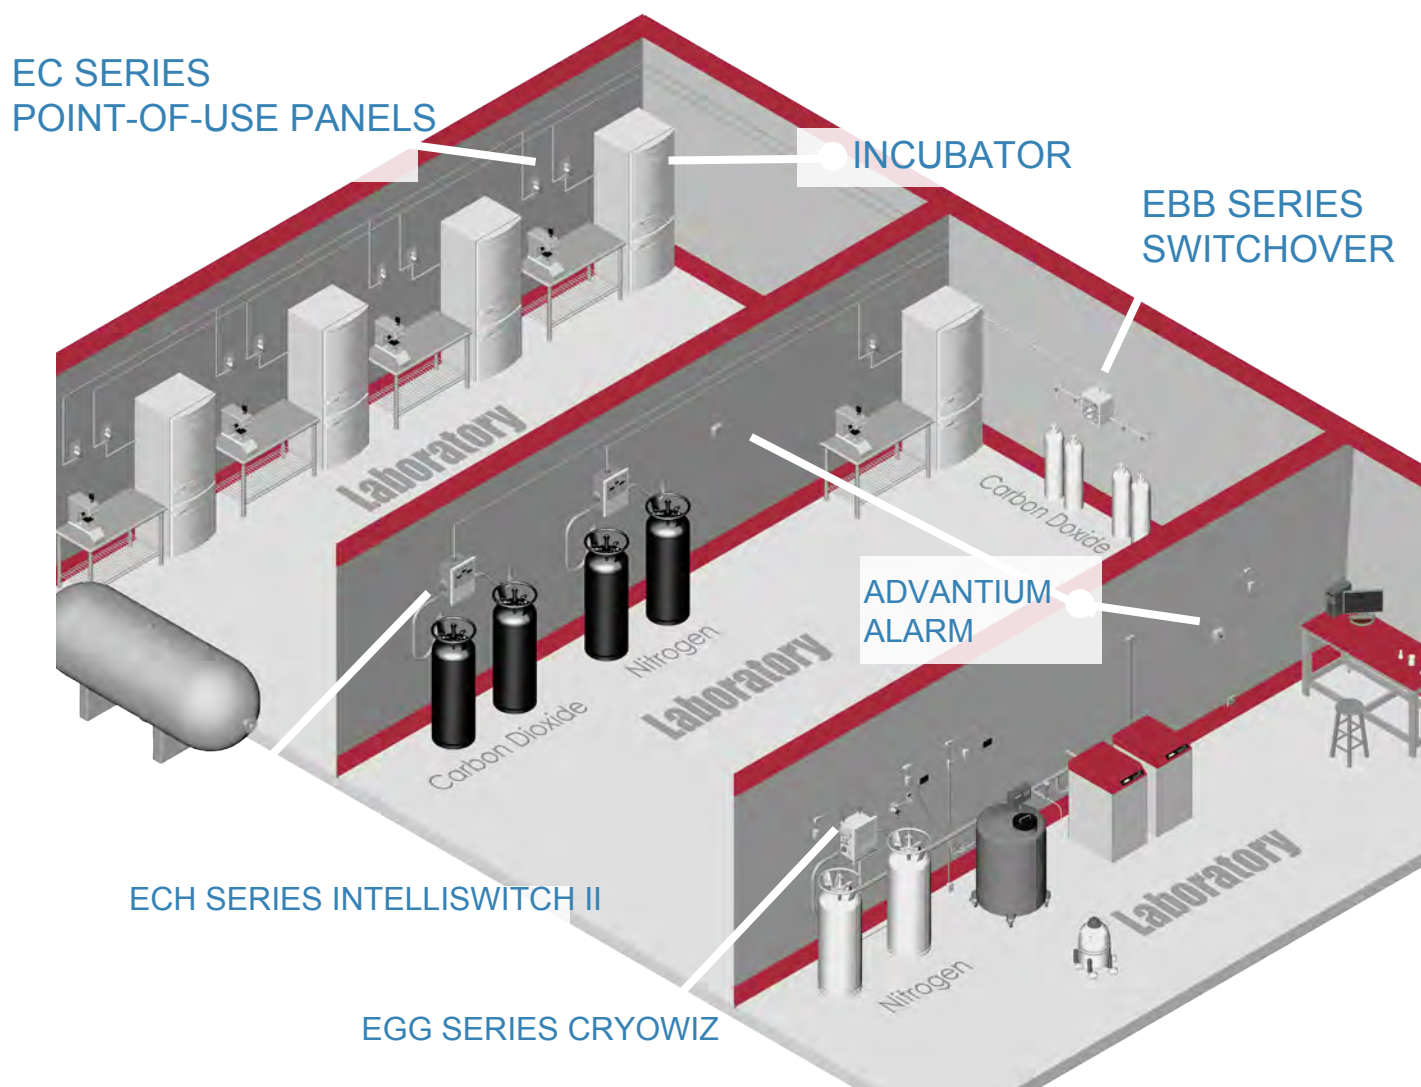 EC SERIES
POINT-OF-USE PANELS
INCUBATOR
EBB SERIES
SWITCHOVER
Laboratory
Carbon Doxide
ADVANTIUM
ALARM
Nitrogen
Laboratory
Carbon Dioxide
Laboratory
ECH SERIES INTELLISWITCH II
Nitrogen
EGG SERIES CRYOWIZ